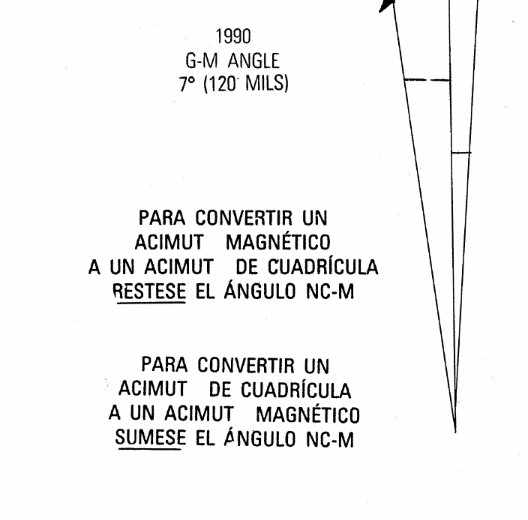 1990
G-M ANGLE
7° (120 MILS)
PARA CONVERTIR UN
ACIMUT MAGNÉTICO
A UN ACIMUT DE CUADRÍCULA
RESTESE EL ÁNGULO NC-M
PARA CONVERTIR UN
ACIMUT DE CUADRÍCULA
A UN ACIMUT MAGNÉTICO
SUMESE EL ÁNGULO NC-M